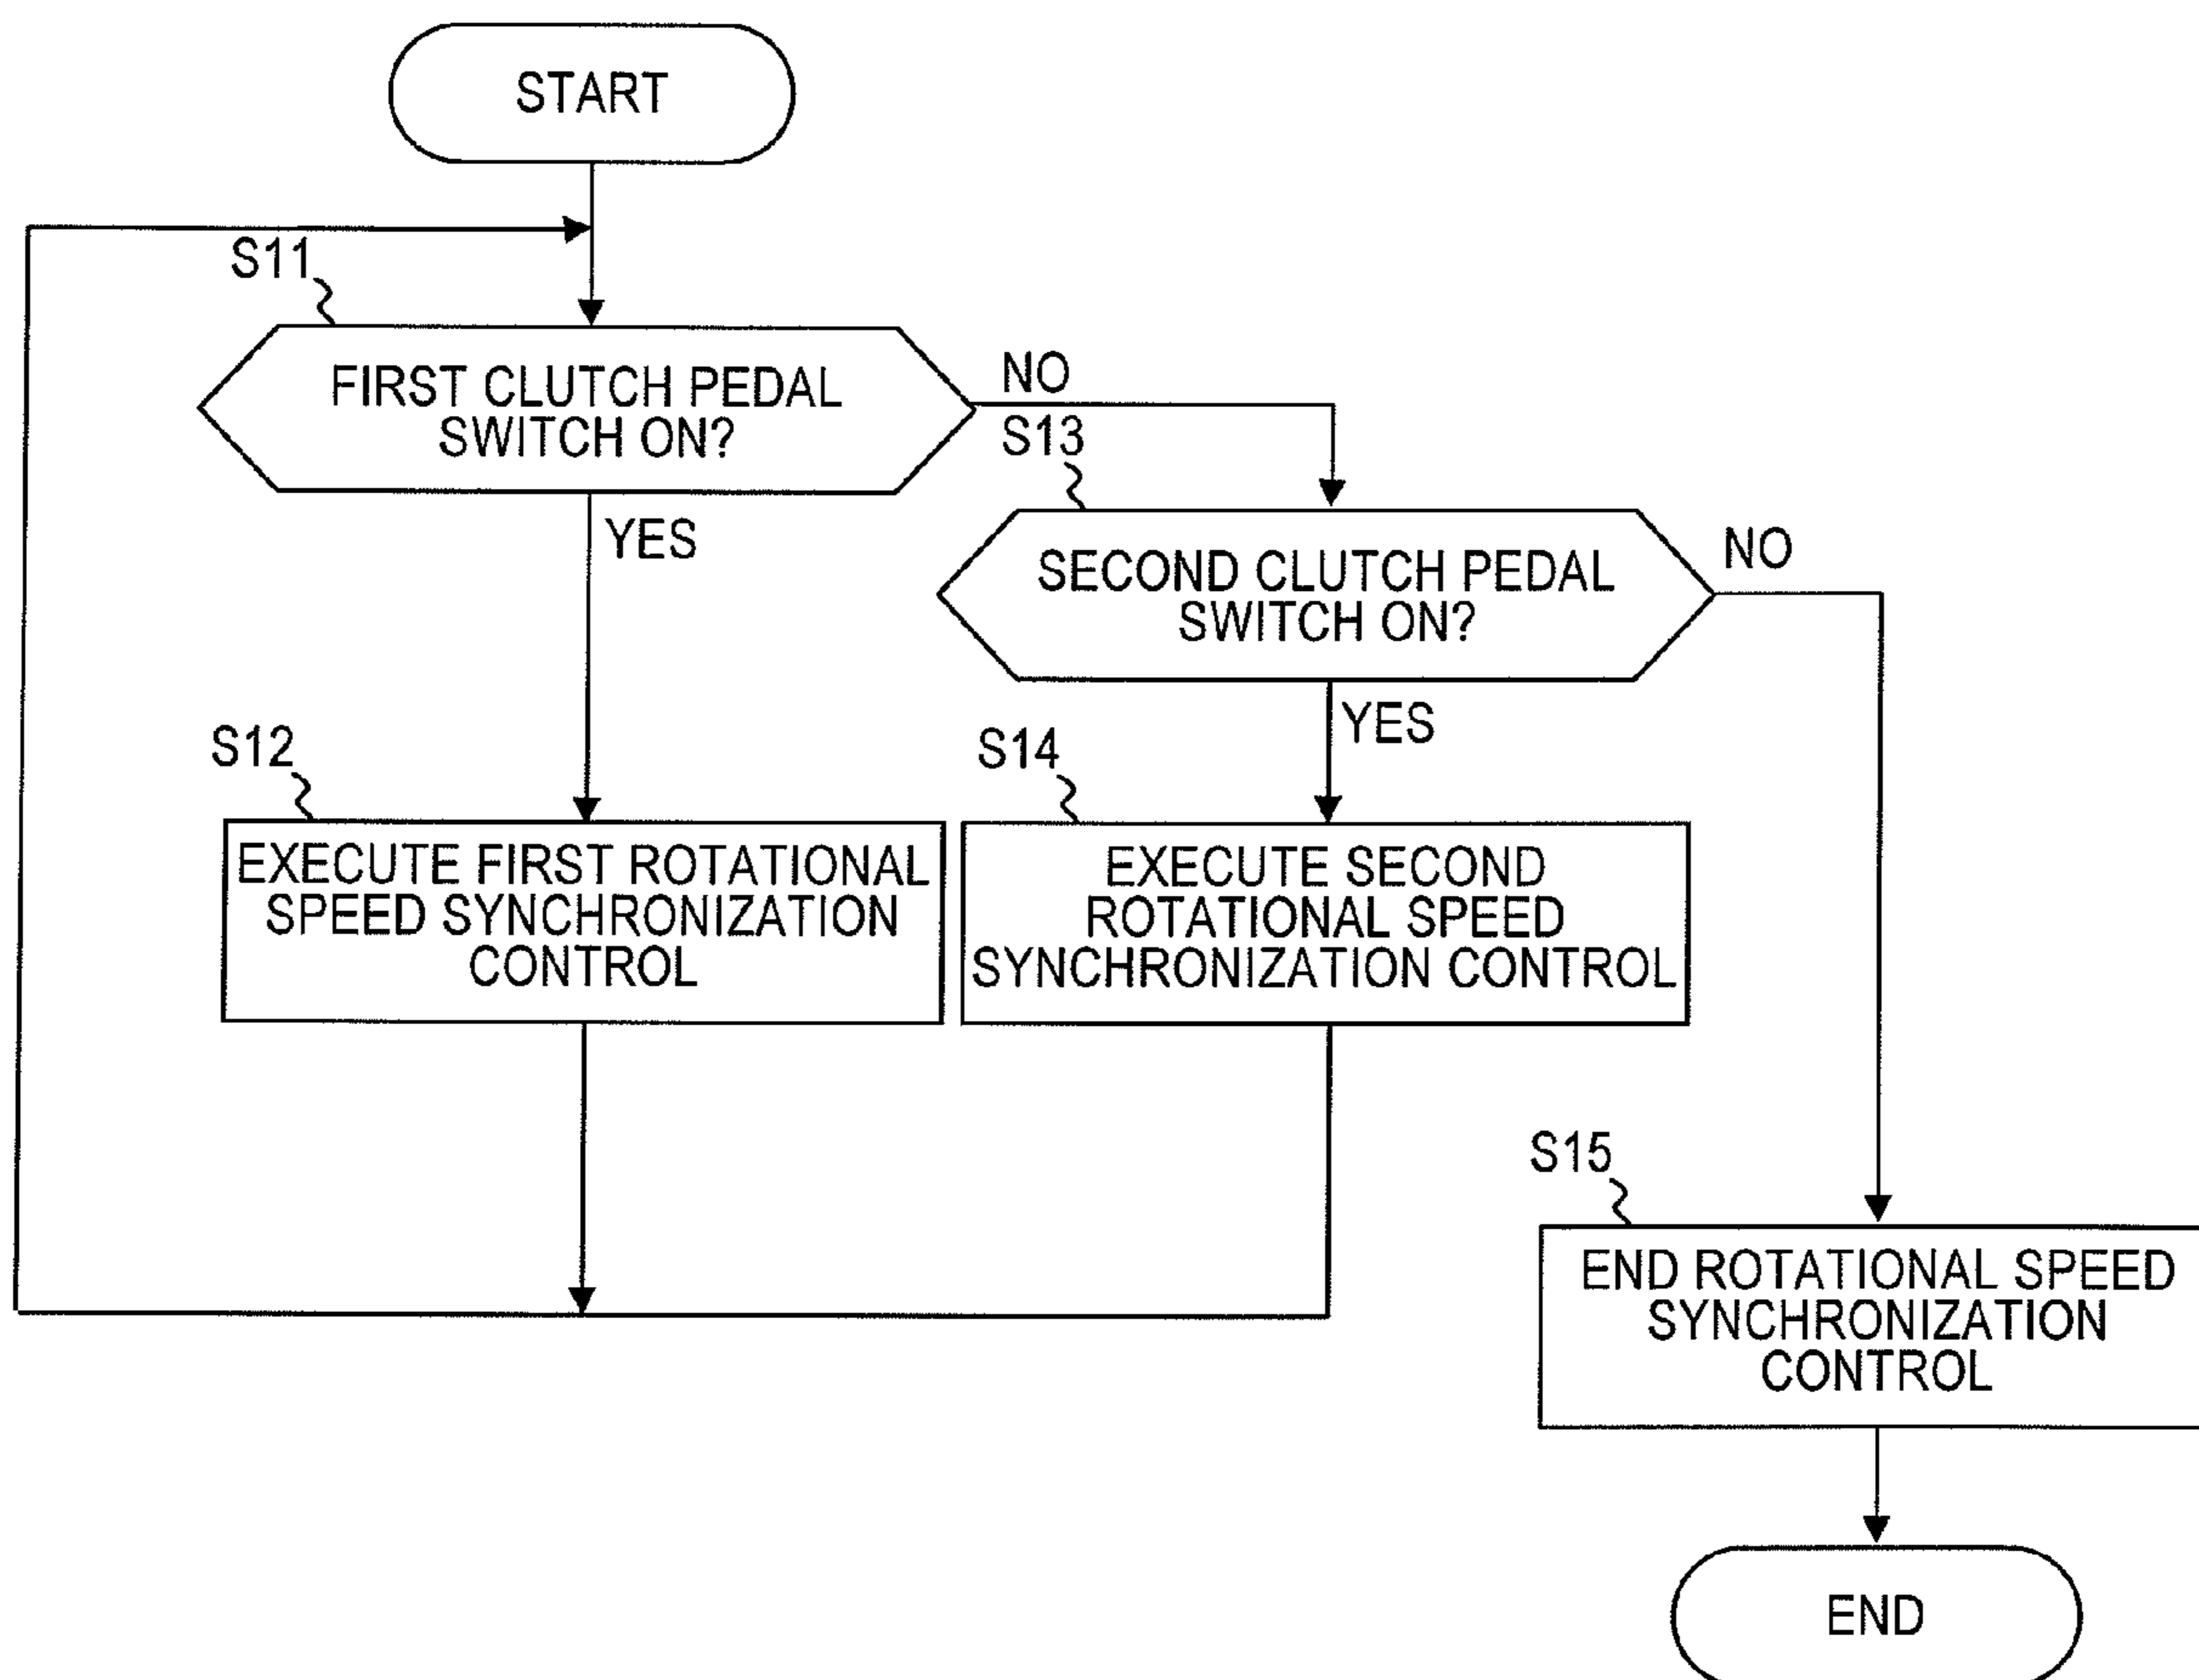 START
S11
FIRST CLUTCH PEDAL
SWITCH ON?
NO
YES
S13
SECOND CLUTCH PEDAL
SWITCH ON?
NO
YES
S12
EXECUTE FIRST ROTATIONAL
SPEED SYNCHRONIZATION
CONTROL
S14
EXECUTE SECOND
ROTATIONAL SPEED
SYNCHRONIZATION CONTROL
S15
END ROTATIONAL SPEED
SYNCHRONIZATION
CONTROL
END